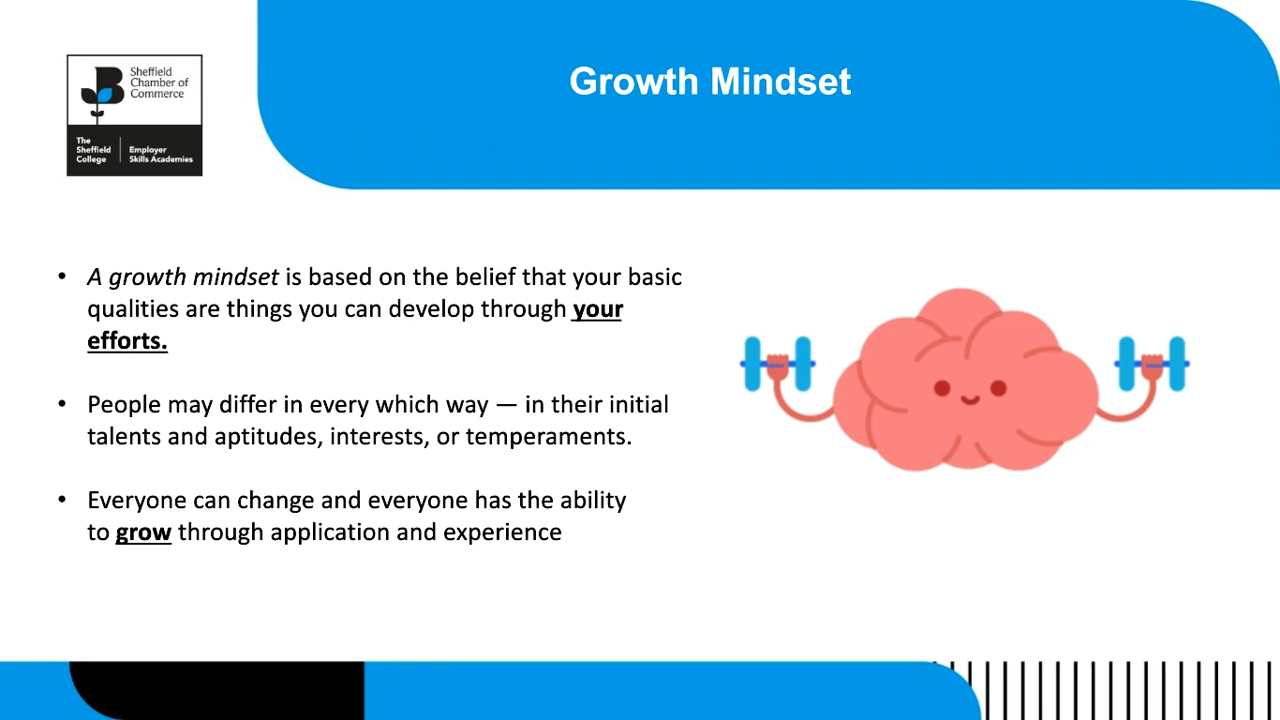 Sheffield
Chamber of
Commerce
The
Sheffield
College
Employer
Skills Academies
Growth Mindset
• A growth mindset is based on the belief that your basic
qualities are things you can develop through your
efforts.
• People may differ in every which way — in their initial
talents and aptitudes, interests, or temperaments.
• Everyone can change and everyone has the ability
to grow through application and experience